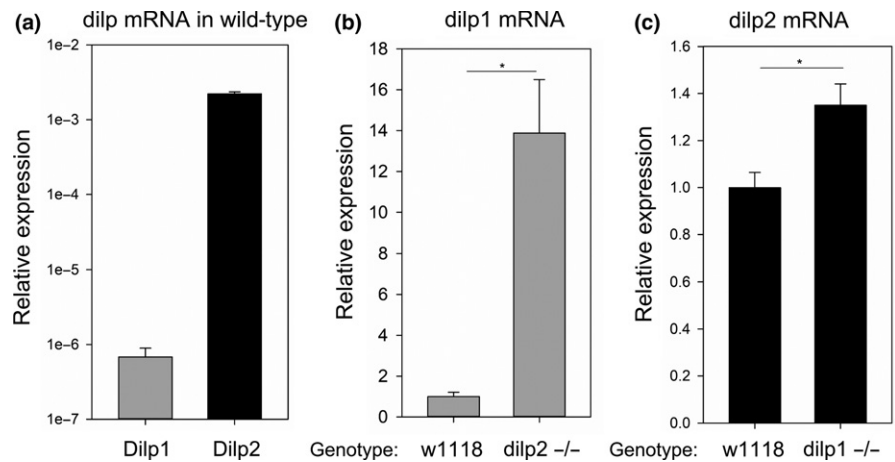 (a) dilp mRNA in wild-type
Relative expression
1e–2
1e–3
1e–4
1e–5
1e–6
1e–7
Dilp1 Dilp2
(b) dilp1 mRNA
Relative expression
18
16
14
12
10
8
6
4
2
0
*
Genotype: w1118 dilp2 –/–
(c) dilp2 mRNA
Relative expression
1.6
1.4
1.2
1.0
0.8
0.6
0.4
0.2
0.0
*
Genotype: w1118 dilp1 –/–